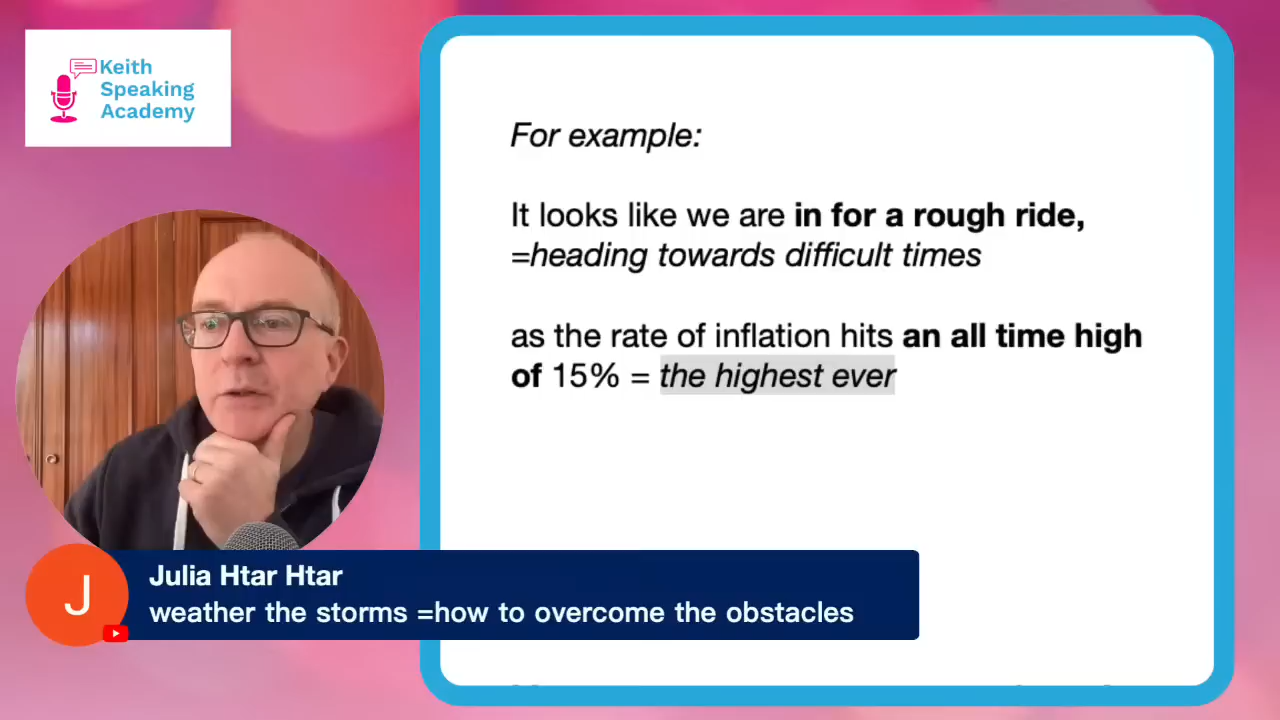 Keith
Speaking
Academy
For example:
It looks like we are in for a rough ride,
=heading towards difficult times
as the rate of inflation hits an all time high
of 15% = the highest ever
J
Julia Htar Htar
weather the storms =how to overcome the obstacles